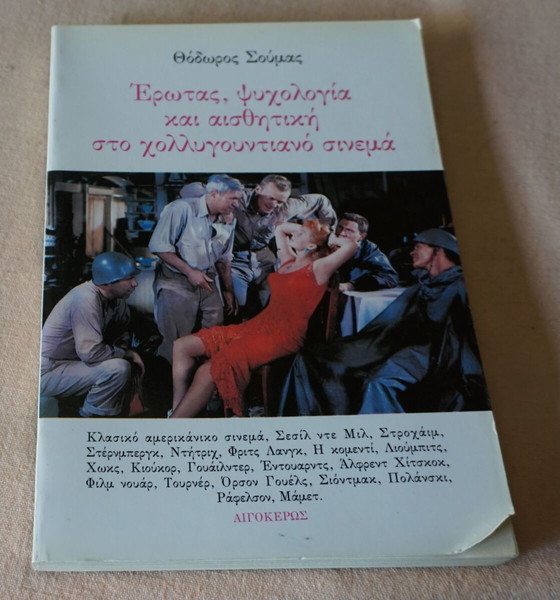 Θόδωρος Σούμας
Έρωτας, ψυχολογία
και αισθητική
στο χολλυγουντιανό σινεμά
Κλασικό αμερικάνικο σινεμά, Σεσίλ ντε Μιλ, Στροχάιμ,
Στέρνμπεργκ, Ντήτριχ, Φριτς Λανγκ, Η κομεντί, Λιούμπιτς,
Χωκς, Κιούκορ, Γουάιλντερ, Έντουαρντς, Άλφρεντ Χίτσκοκ,
Φιλμ νουάρ, Τουρνέρ, Όρσον Γουέλς, Σιόντμακ, Πολάνσκι,
Ράφελσον, Μάμετ.
ΑΙΓΟΚΕΡΩΣ